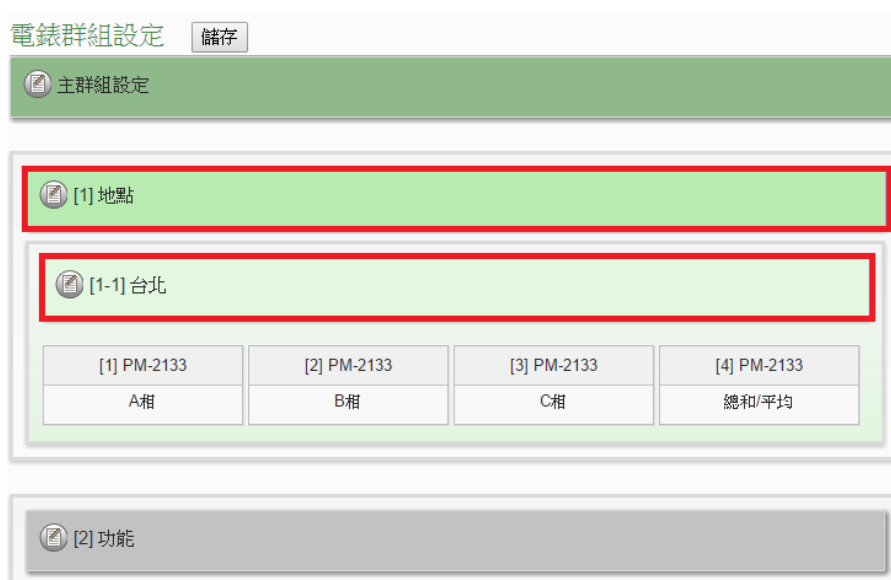 電錶群組設定 儲存
主群組設定
[1] 地點
[1-1] 台北
[1] PM-2133 [2] PM-2133 [3] PM-2133 [4] PM-2133
A相 B相 C相 總和/平均
[2] 功能